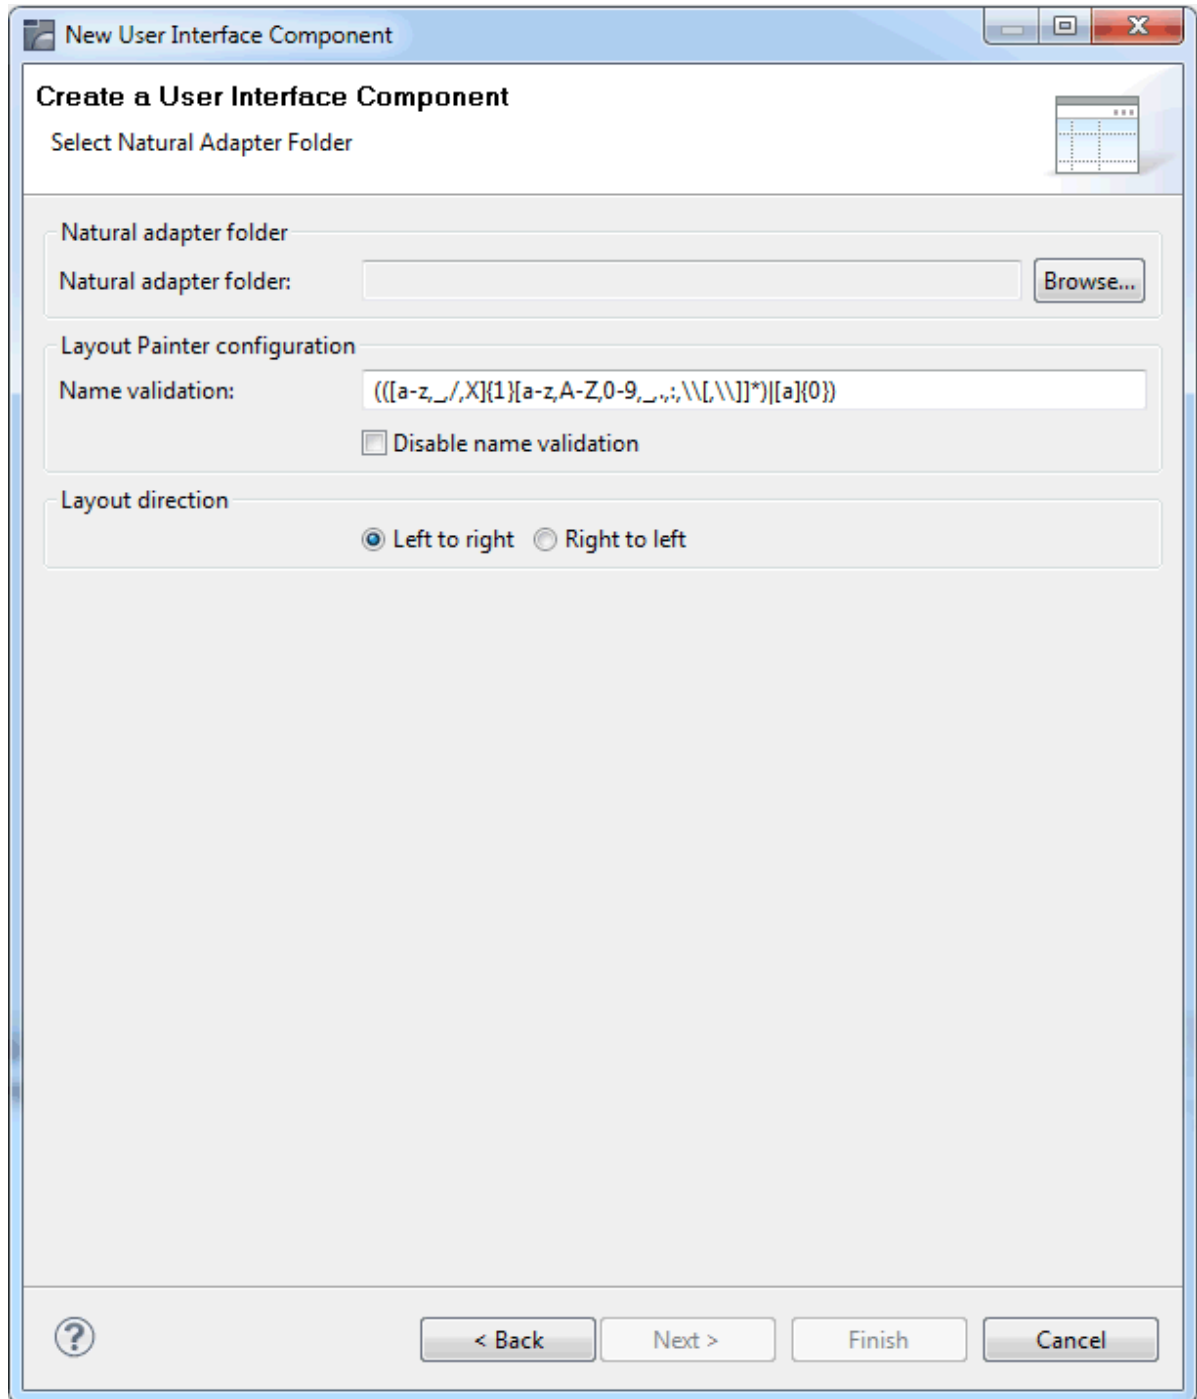 New User Interface Component
Create a User Interface Component
Select Natural Adapter Folder
Natural adapter folder
Natural adapter folder: Browse...
Layout Painter configuration
Name validation: (([a-z,_,/,X]{1}[a-z,A-Z,0-9,_,.,:,\\[,\\]]*)|[a]{0})
Disable name validation
Layout direction
Left to right Right to left
? < Back Next > Finish Cancel